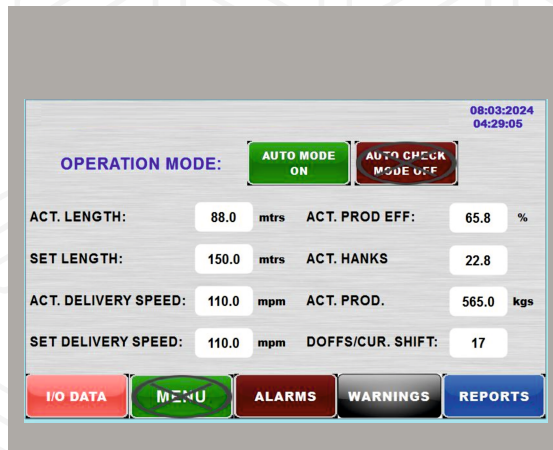 08:03:2024
04:29:05
OPERATION MODE:
AUTO MODE
ON
AUTO CHECK
MODE OFF
ACT. LENGTH: 88.0 mtrs ACT. PROD EFF: 65.8 %
SET LENGTH: 150.0 mtrs ACT. HANKS 22.8
ACT. DELIVERY SPEED: 110.0 mpm ACT. PROD. 565.0 kgs
SET DELIVERY SPEED: 110.0 mpm DOFFS/CUR. SHIFT: 17
I/O DATA MENU ALARMS WARNINGS REPORTS